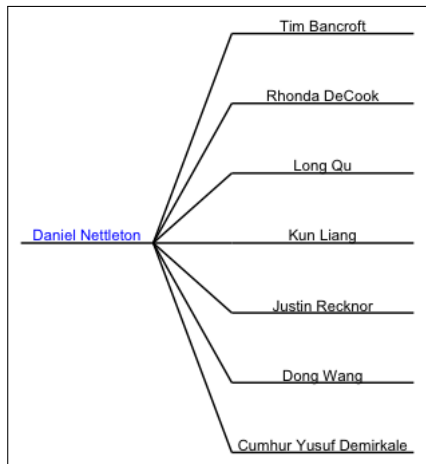 Tim Bancroft
Rhonda DeCook
Long Qu
Daniel Nettleton
Kun Liang
Justin Recknor
Dong Wang
Cumhur Yusuf Demirkale